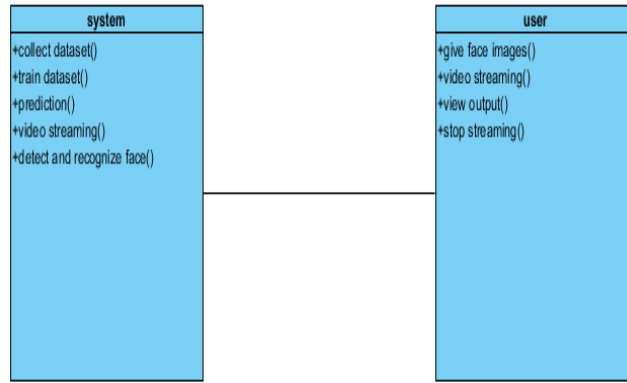 system
+collect dataset()
+train dataset()
+prediction()
+video streaming()
+detect and recognize face()
user
+give face images()
+video streaming()
+view output()
+stop streaming()